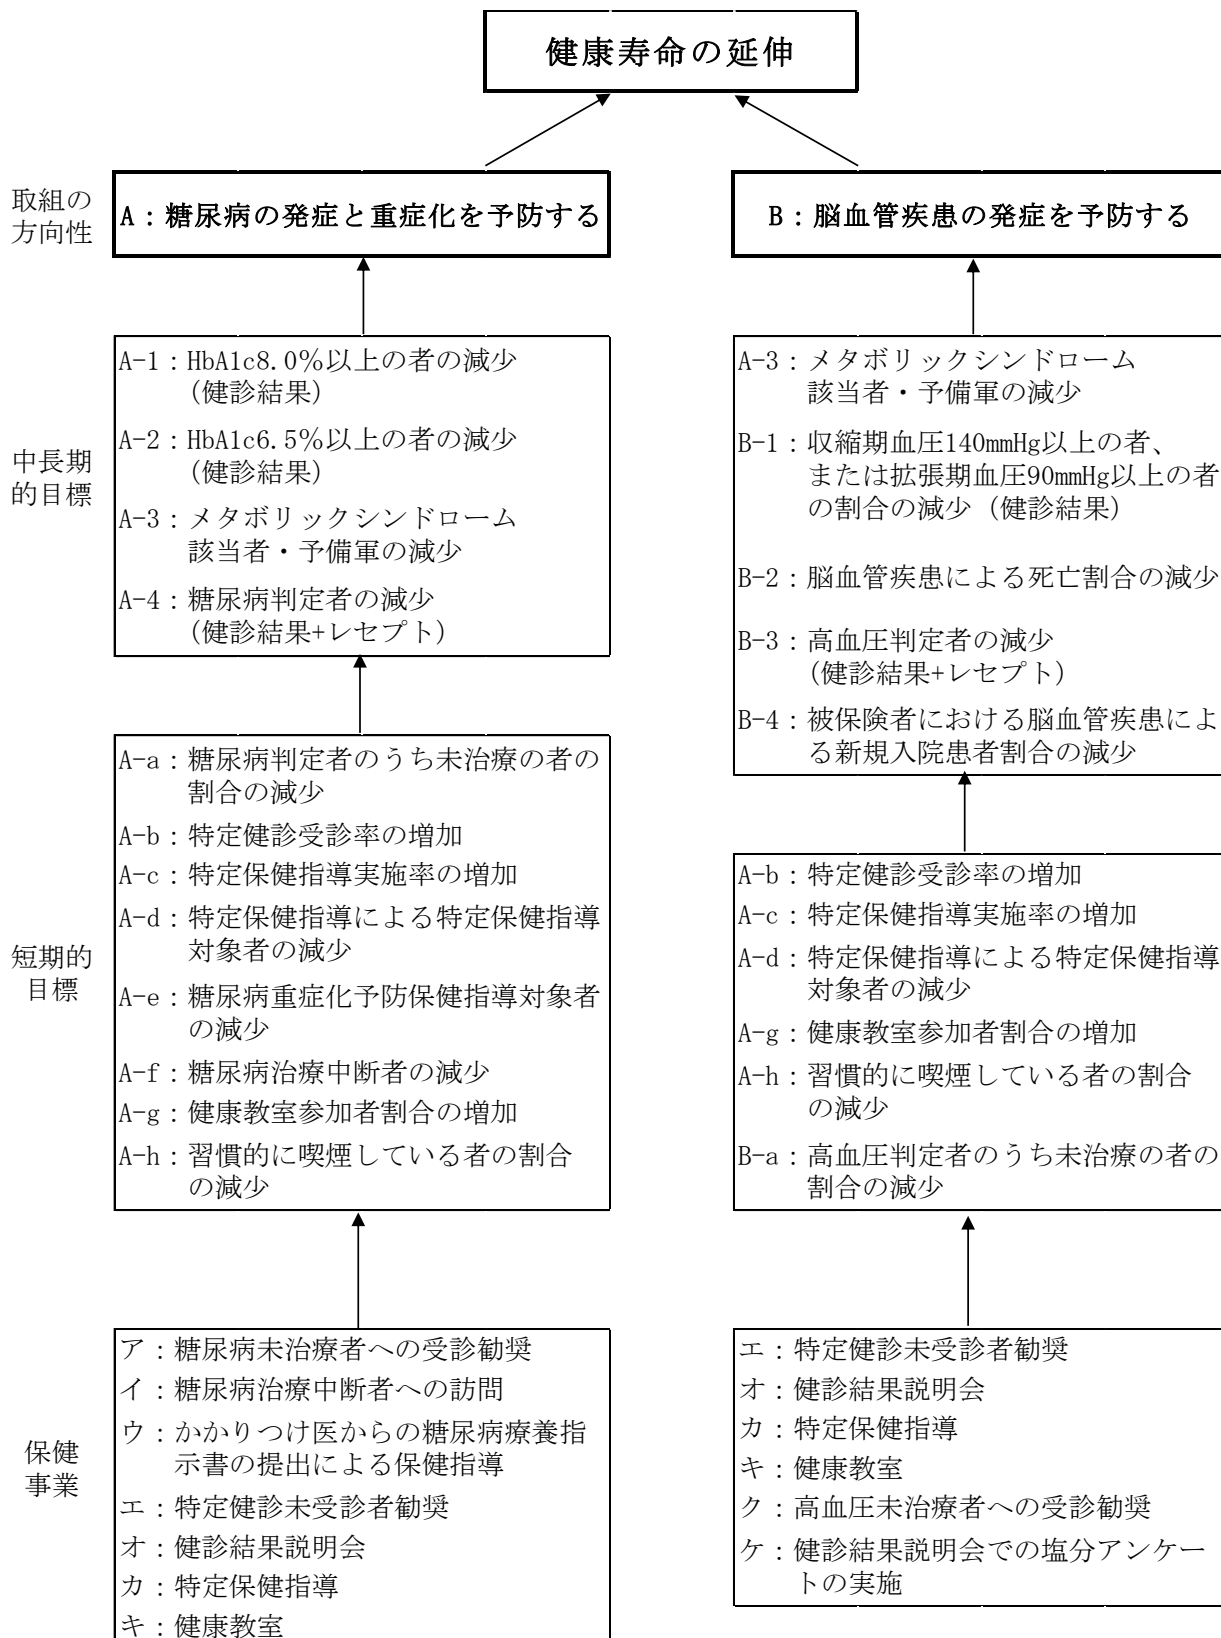 健康寿命の延伸
取組の
方向性
A：糖尿病の発症と重症化を予防する
B：脳血管疾患の発症を予防する
中長期
的目標
A-1：HbA1c8.0%以上の者の減少
（健診結果）
A-2：HbA1c6.5%以上の者の減少
（健診結果）
A-3：メタボリックシンドローム
該当者・予備軍の減少
A-4：糖尿病判定者の減少
（健診結果+レセプト）
A-3：メタボリックシンドローム
該当者・予備軍の減少
B-1：収縮期血圧140mmHg以上の者、
または拡張期血圧90mmHg以上の者
の割合の減少（健診結果）
B-2：脳血管疾患による死亡割合の減少
B-3：高血圧判定者の減少
（健診結果+レセプト）
B-4：被保険者における脳血管疾患によ
る新規入院患者割合の減少
短期的
目標
A-a：糖尿病判定者のうち未治療の者の
割合の減少
A-b：特定健診受診率の増加
A-c：特定保健指導実施率の増加
A-d：特定保健指導による特定保健指導
対象者の減少
A-e：糖尿病重症化予防保健指導対象者
の減少
A-f：糖尿病治療中断者の減少
A-g：健康教室参加者割合の増加
A-h：習慣的に喫煙している者の割合
の減少
A-b：特定健診受診率の増加
A-c：特定保健指導実施率の増加
A-d：特定保健指導による特定保健指導
対象者の減少
A-g：健康教室参加者割合の増加
A-h：習慣的に喫煙している者の割合
の減少
B-a：高血圧判定者のうち未治療の者の
割合の減少
保健
事業
ア：糖尿病未治療者への受診勧奨
イ：糖尿病治療中断者への訪問
ウ：かかりつけ医からの糖尿病療養指
示書の提出による保健指導
エ：特定健診未受診者勧奨
オ：健診結果説明会
カ：特定保健指導
キ：健康教室
エ：特定健診未受診者勧奨
オ：健診結果説明会
カ：特定保健指導
キ：健康教室
ク：高血圧未治療者への受診勧奨
ケ：健診結果説明会での塩分アンケー
トの実施